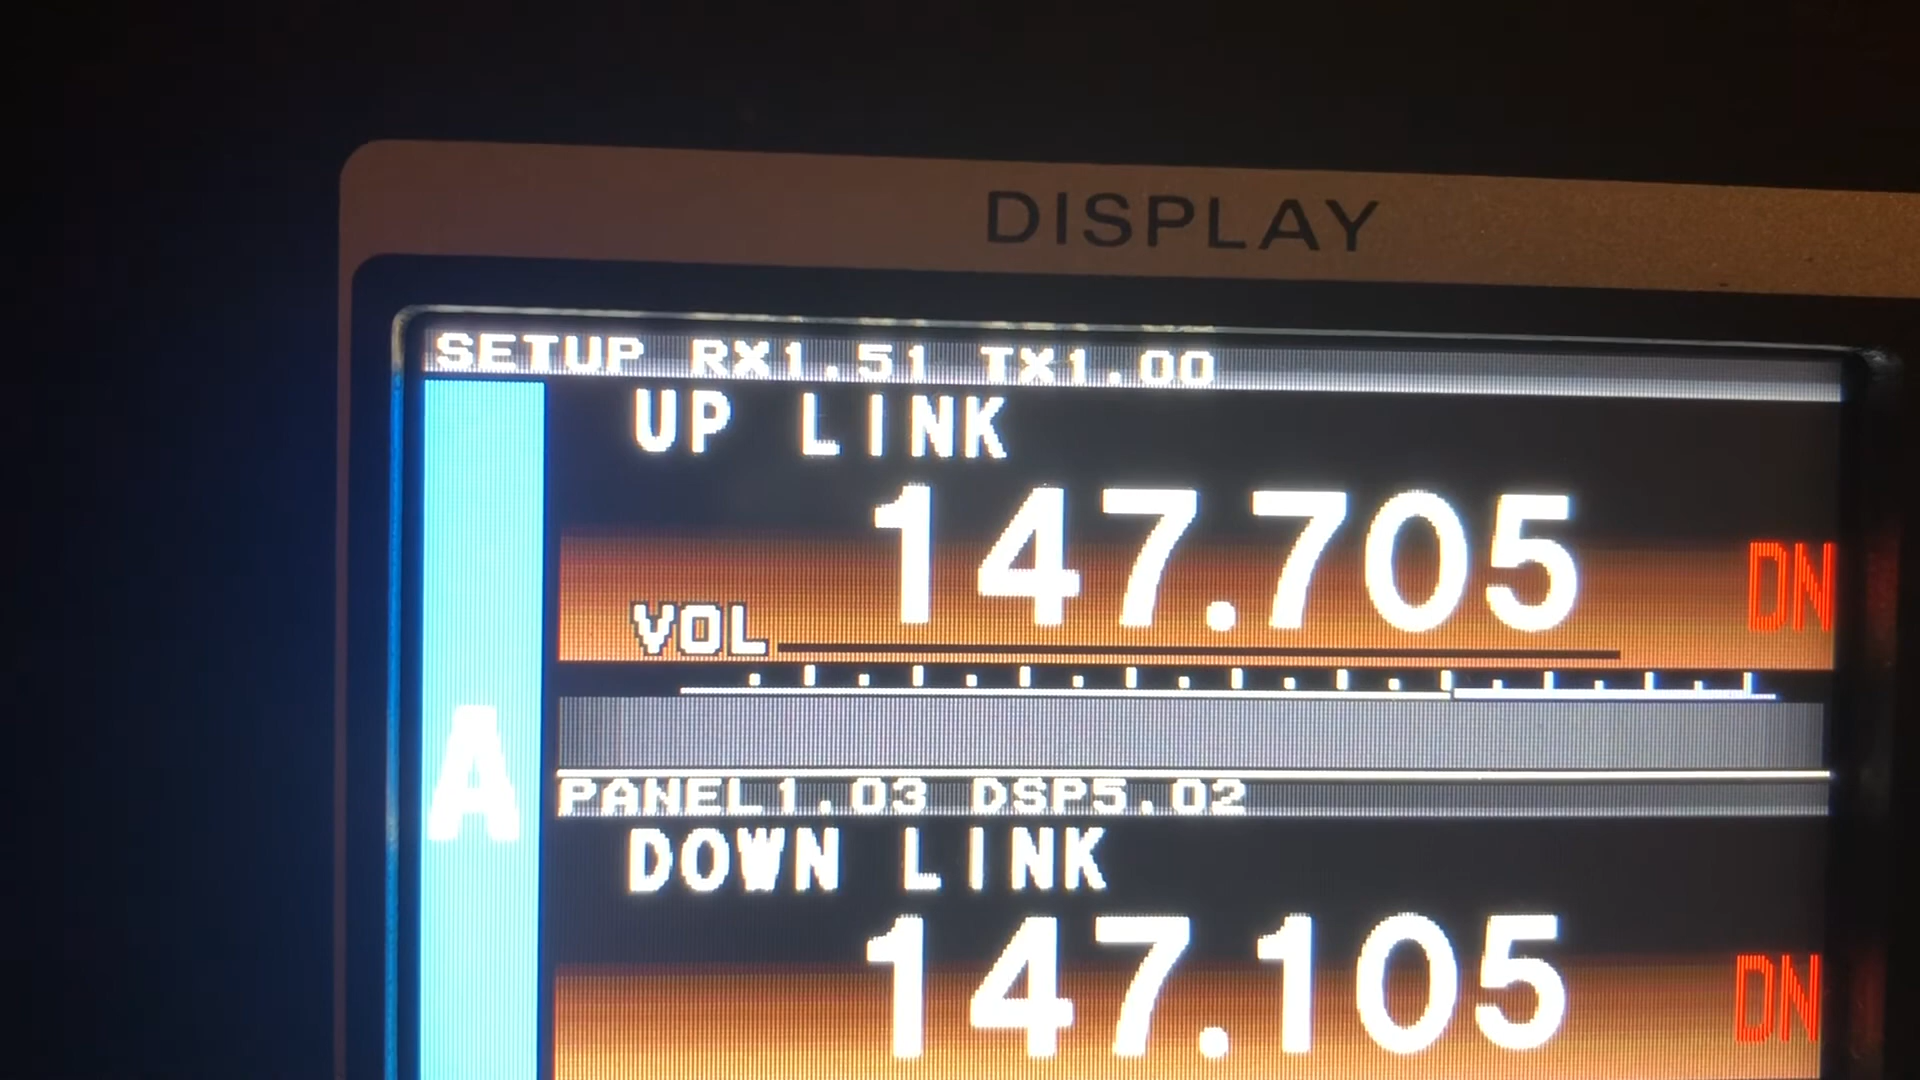 DISPLAY
SETUP RX1.51 TX1.00
UP LINK
147.705 DN
VOL
A
PANEL1.03 DSP5.02
DOWN LINK
147.105 DN